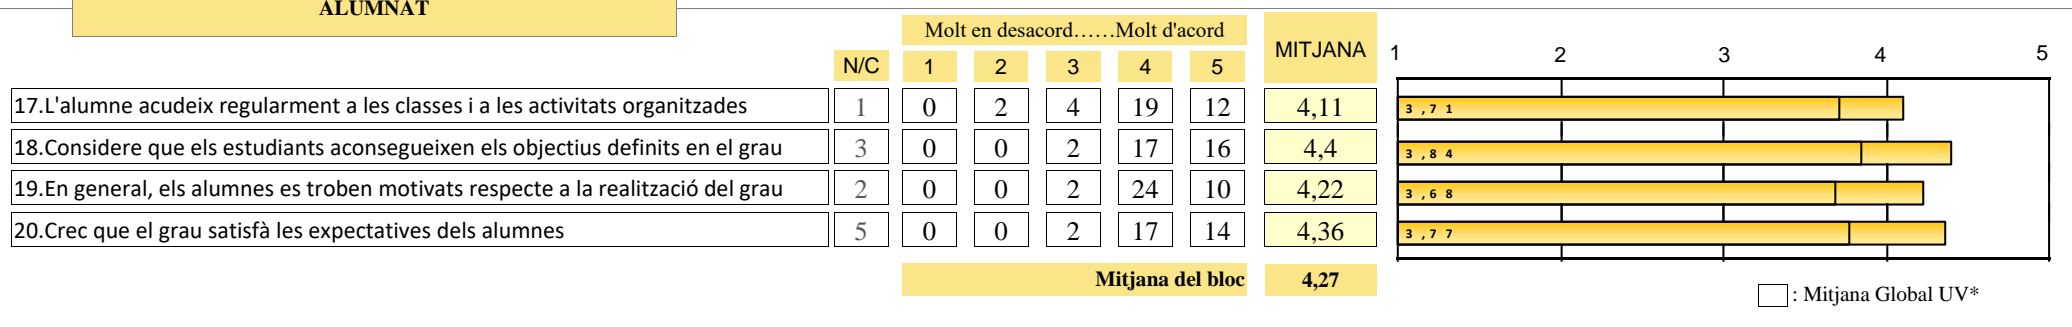 ALUMNAT
Molt en desacord……Molt d'acord
MITJANA
N/C 1 2 3 4 5
1 2 3 4 5
17.L'alumne acudeix regularment a les classes i a les activitats organitzades 1 0 2 4 19 12 4,11 3,71
18.Considere que els estudiants aconsegueixen els objectius definits en el grau 3 0 0 2 17 16 4,4 3,84
19.En general, els alumnes es troben motivats respecte a la realització del grau 2 0 0 2 24 10 4,22 3,68
20.Crec que el grau satisfà les expectatives dels alumnes 5 0 0 2 17 14 4,36 3,77
Mitjana del bloc 4,27
: Mitjana Global UV*